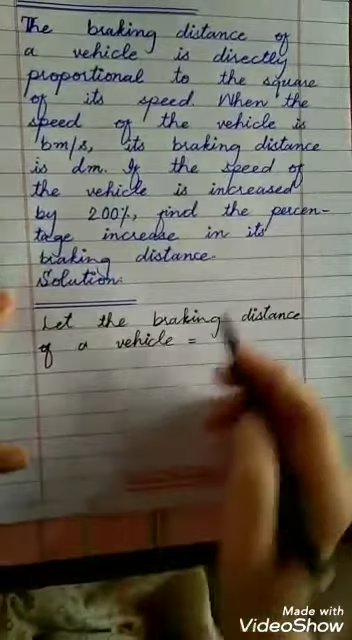 The braking distance of
a vehicle is directly
proportional to the square
of its speed. When the
speed of the vehicle is
bm/s, its braking distance
is dm. If the speed of
the vehicle is increased
by 200%, find the percen-
tage increase in its
braking distance.
Solution.
Let the braking distance
of a vehicle =
Made with
VideoShow